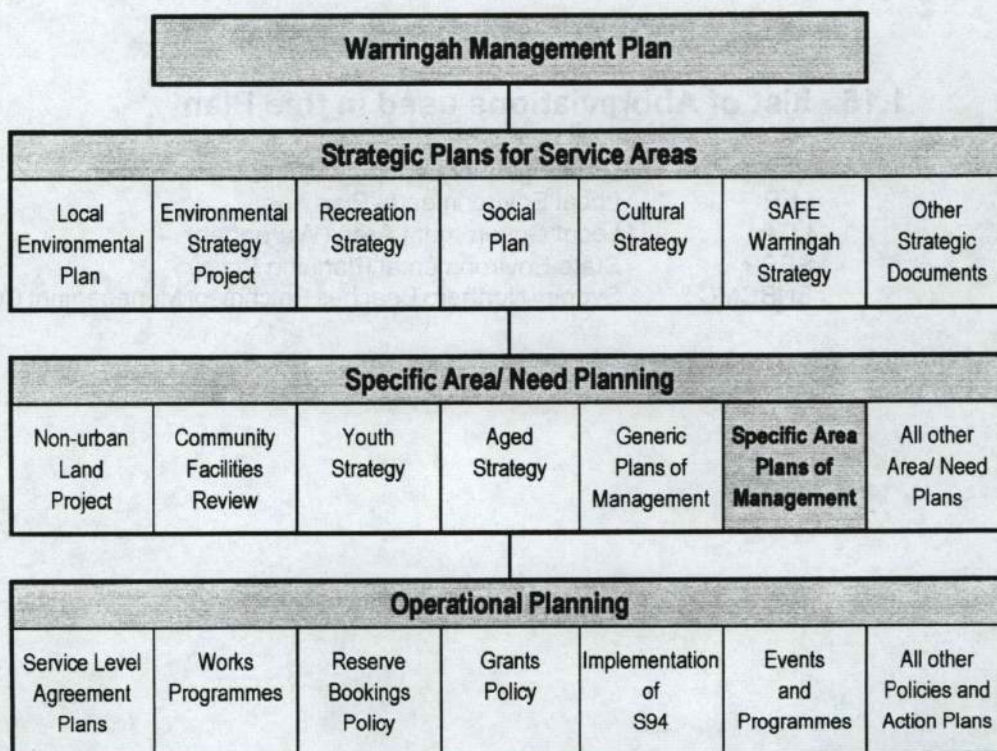 Warringah Management Plan
Strategic Plans for Service Areas
Local
Environmental
Plan
Environmental
Strategy
Project
Recreation
Strategy
Social
Plan
Cultural
Strategy
SAFE
Warringah
Strategy
Other
Strategic
Documents
Specific Area/ Need Planning
Non-urban
Land
Project
Community
Facilities
Review
Youth
Strategy
Aged
Strategy
Generic
Plans of
Management
Specific Area
Plans of
Management
All other
Area/ Need
Plans
Operational Planning
Service Level
Agreement
Plans
Works
Programmes
Reserve
Bookings
Policy
Grants
Policy
Implementation
of
S94
Events
and
Programmes
All other
Policies and
Action Plans